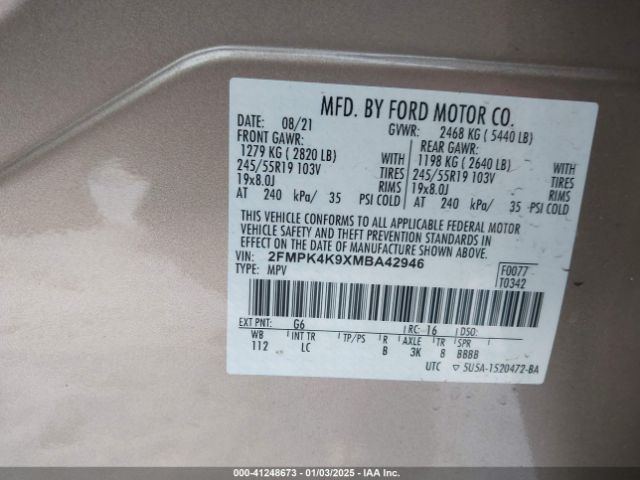 MFD. BY FORD MOTOR CO.
DATE: 08/21 GVWR: 2468 KG ( 5440 LB)
FRONT GAWR: REAR GAWR:
1279 KG ( 2820 LB) WITH 1198 KG ( 2640 LB) WITH
245/55R19 103V TIRES 245/55R19 103V TIRES
19x8.0J RIMS 19x8.0J RIMS
AT 240 kPa/ 35 PSI COLD AT 240 kPa/ 35 PSI COLD
THIS VEHICLE CONFORMS TO ALL APPLICABLE FEDERAL MOTOR
VEHICLE SAFETY AND THEFT PREVENTION STANDARDS IN
EFFECT ON THE DATE OF MANUFACTURE SHOWN ABOVE.
VIN: 2FMPK4K9XMBA42946
TYPE: MPV
F0077
T0342
EXT PNT: G6 RC: 16 DSO:
WB INT TR TP/PS R AXLE TR SPR
112 LC B 3K 8 BBBB
UTC ▽ 5U5A-1520472-BA
000-41248673 - 01/03/2025 - IAA Inc.